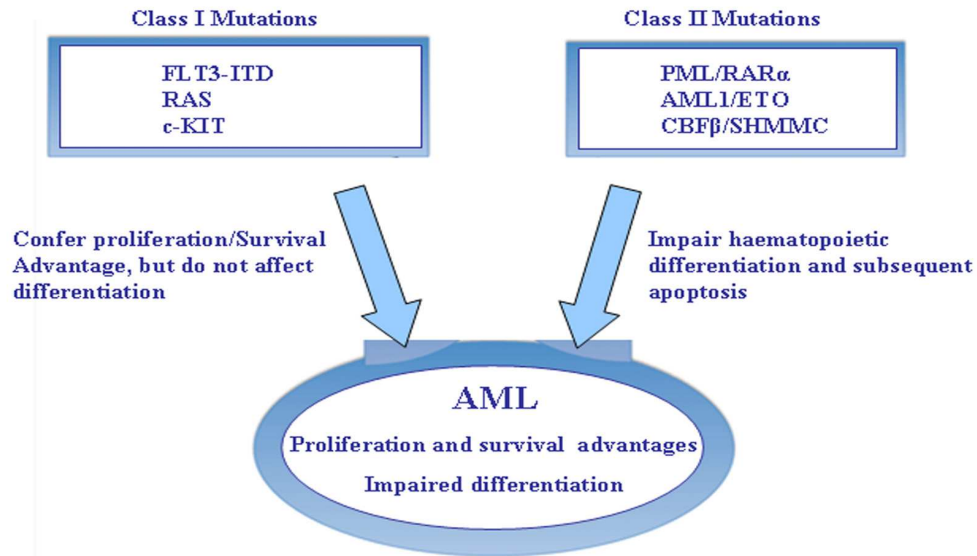 Class I Mutations
FLT3-ITD
RAS
c-KIT
Confer proliferation/Survival
Advantage, but do not affect
differentiation
Class II Mutations
PML/RARα
AML1/ETO
CBFβ/SHMMC
Impair haematopoietic
differentiation and subsequent
apoptosis
AML
Proliferation and survival advantages
Impaired differentiation